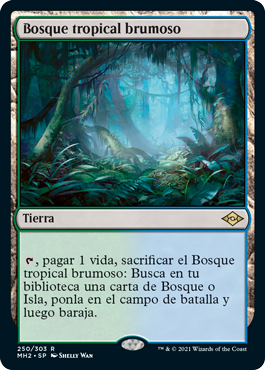 Bosque tropical brumoso
Tierra
, pagar 1 vida, sacrificar el Bosque
tropical brumoso: Busca en tu
biblioteca una carta de Bosque o
Isla, ponla en el campo de batalla y
luego baraja.
250/303 R
MH2 • SP Shelly Wan
™ & © 2021 Wizards of the Coast